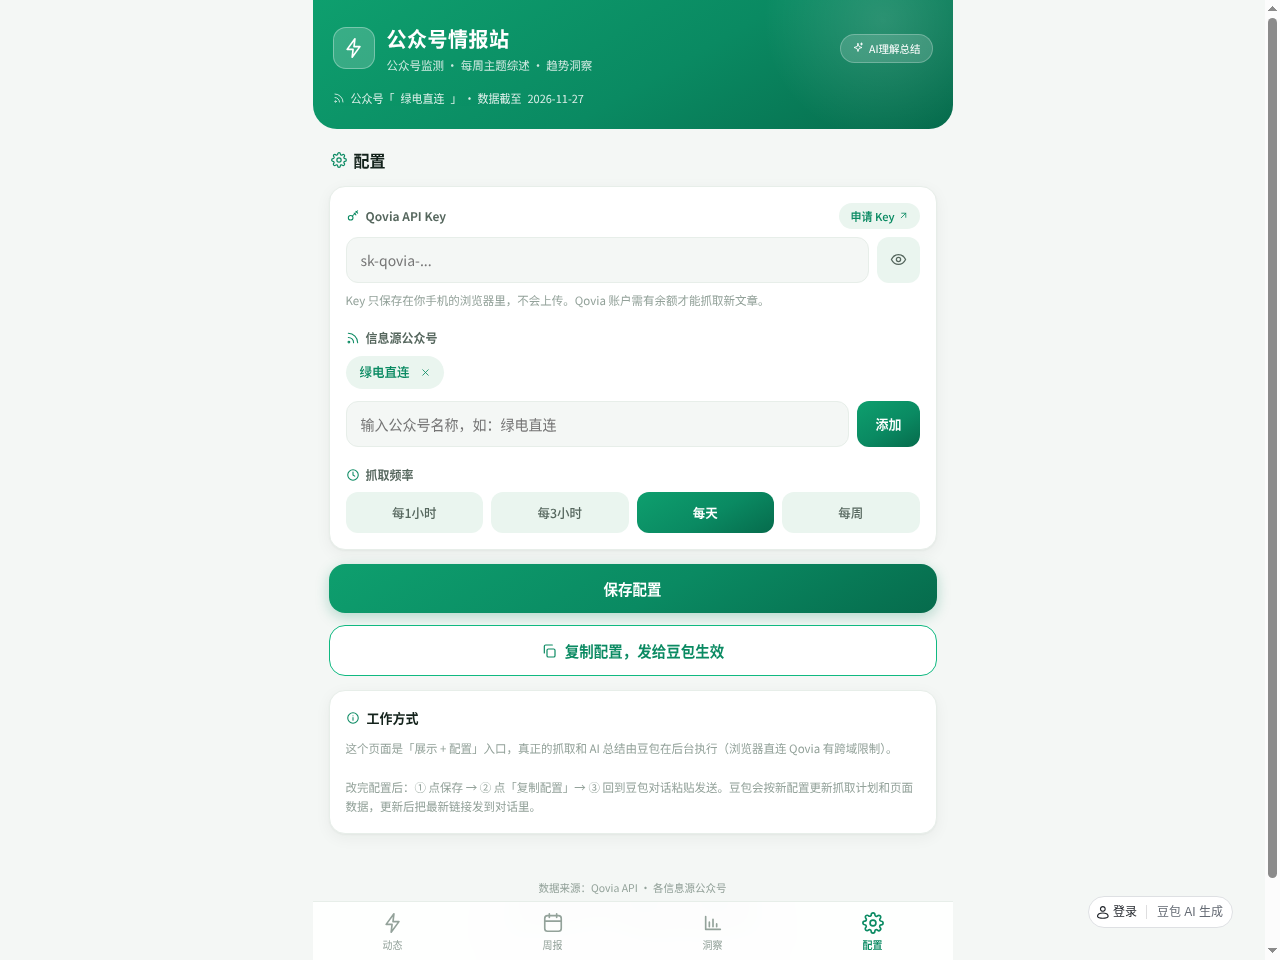 公众号情报站
公众号监测 • 每周主题综述 • 趋势洞察
AI理解总结
公众号「 绿电直连 」 • 数据截至 2026-11-27
配置
Qovia API Key
申请 Key
sk-qovia-...
Key 只保存在你手机的浏览器里，不会上传。Qovia 账户需有余额才能抓取新文章。
信息源公众号
绿电直连 ×
输入公众号名称，如：绿电直连
添加
抓取频率
每1小时 每3小时 每天 每周
保存配置
复制配置，发给豆包生效
工作方式
这个页面是「展示 + 配置」入口，真正的抓取和 AI 总结由豆包在后台执行（浏览器直连 Qovia 有跨域限制）。
改完配置后：① 点保存 → ② 点「复制配置」→ ③ 回到豆包对话粘贴发送。豆包会按新配置更新抓取计划和页面
数据，更新后把最新链接发到对话里。
数据来源：Qovia API • 各信息源公众号
登录 豆包 AI 生成
动态 周报 洞察 配置